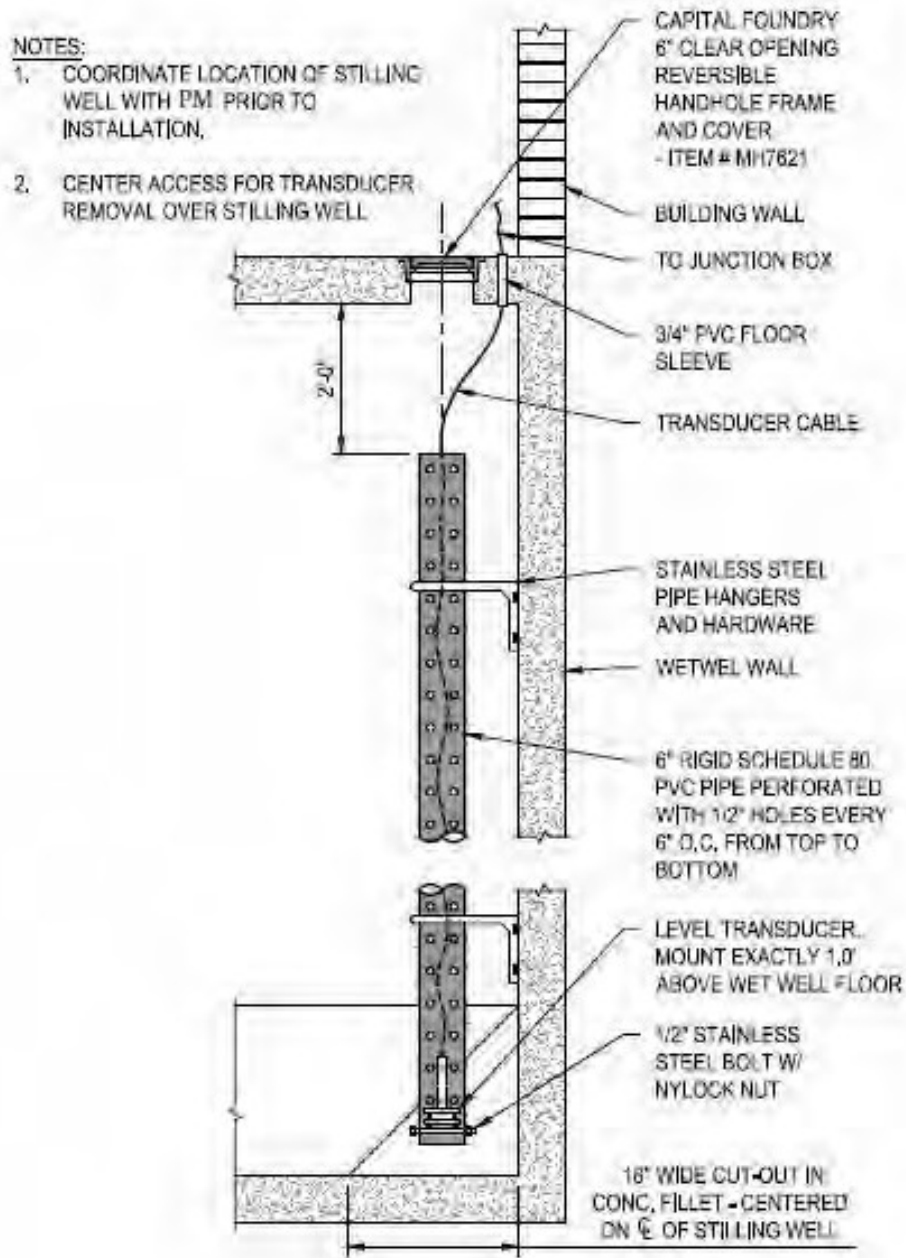 NOTES:
1. COORDINATE LOCATION OF STILLING
WELL WITH PM PRIOR TO
INSTALLATION.
2. CENTER ACCESS FOR TRANSDUCER
REMOVAL OVER STILLING WELL
CAPITAL FOUNDRY
6" CLEAR OPENING
REVERSIBLE
HANDHOLE FRAME
AND COVER
- ITEM # MH7621
BUILDING WALL
TO JUNCTION BOX
3/4" PVC FLOOR
SLEEVE
2'-0"
TRANSDUCER CABLE
STAINLESS STEEL
PIPE HANGERS
AND HARDWARE
WETWEL WALL
6" RIGID SCHEDULE 80
PVC PIPE PERFORATED
WITH 1/2" HOLES EVERY
6" O.C. FROM TOP TO
BOTTOM
LEVEL TRANSDUCER.
MOUNT EXACTLY 1.0'
ABOVE WET WELL FLOOR
1/2" STAINLESS
STEEL BOLT W/
NYLOCK NUT
16" WIDE CUT-OUT IN
CONC. FILLET - CENTERED
ON ℄ OF STILLING WELL